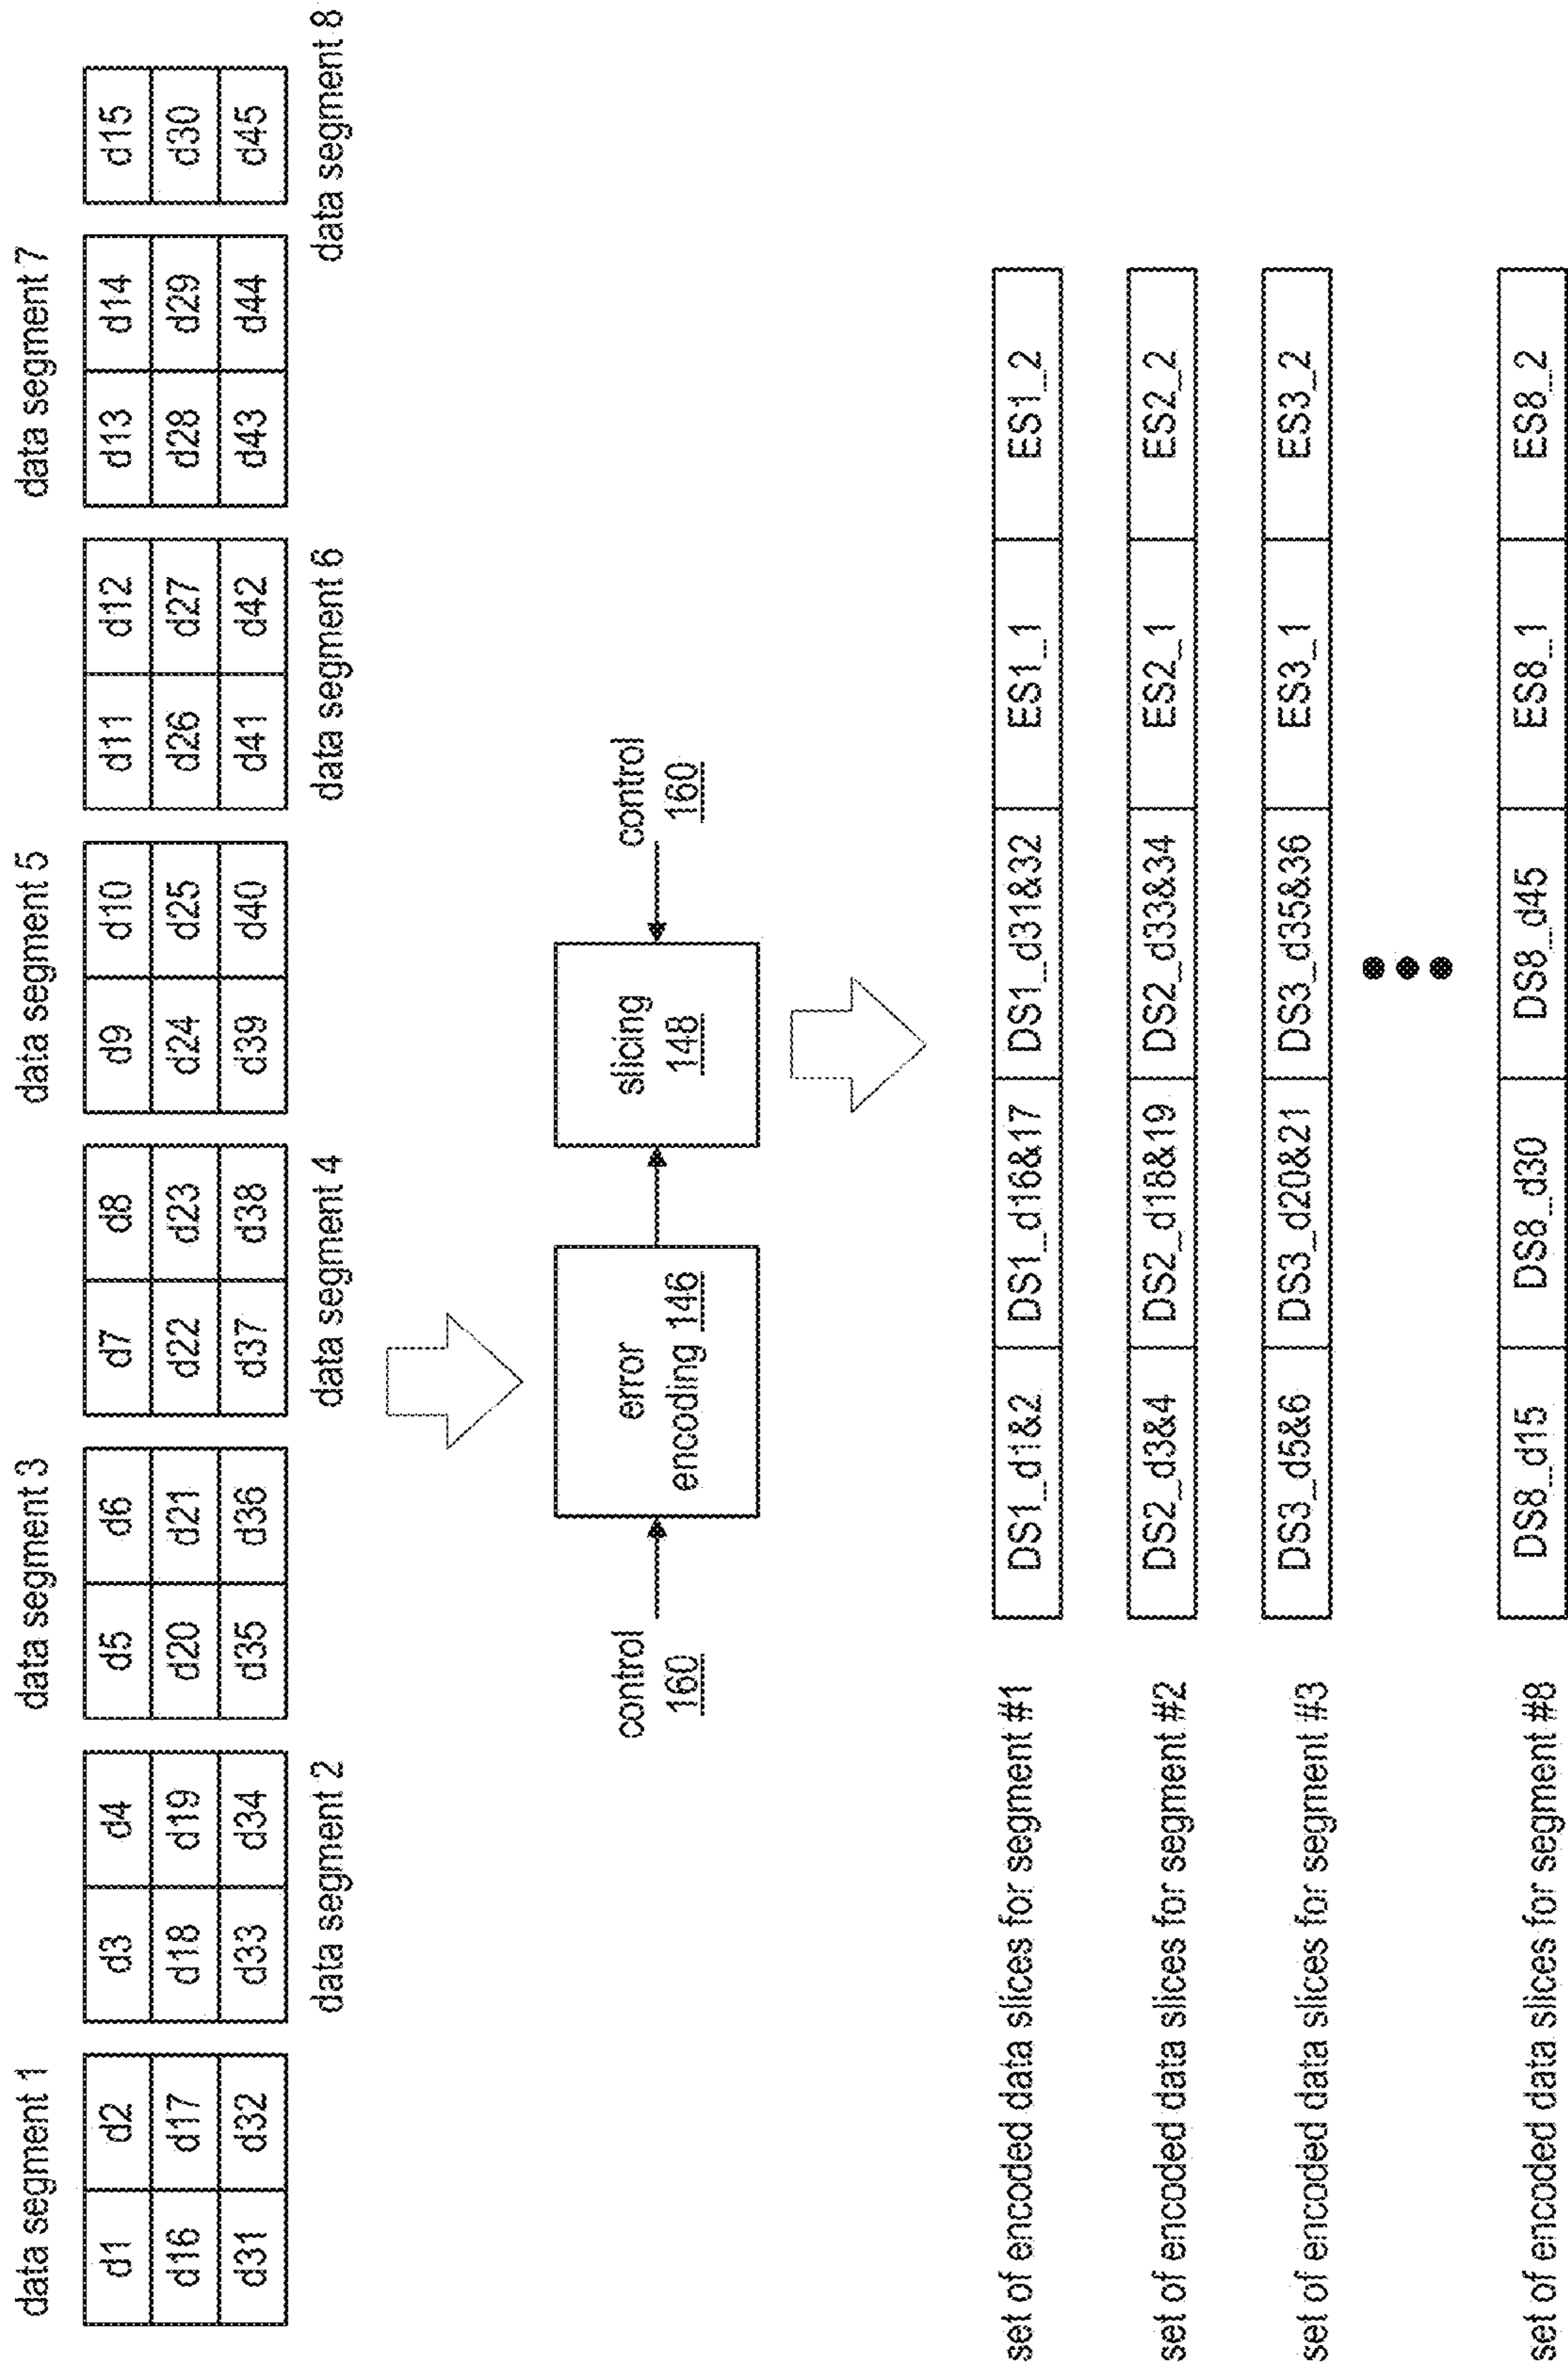 data segment 1
data segment 3
data segment 5
data segment 7
d1 d2 d3 d4 d5 d6 d7 d8 d9 d10 d11 d12 d13 d14 d15
d16 d17 d18 d19 d20 d21 d22 d23 d24 d25 d26 d27 d28 d29 d30
d31 d32 d33 d34 d35 d36 d37 d38 d39 d40 d41 d42 d43 d44 d45
data segment 2
data segment 4
data segment 6
data segment 8
control
160
error
encoding 146
slicing
148
control
160
set of encoded data slices for segment #1
DS1_d1&2 DS1_d16&17 DS1_d31&32 ES1_1 ES1_2
set of encoded data slices for segment #2
DS2_d3&4 DS2_d18&19 DS2_d33&34 ES2_1 ES2_2
set of encoded data slices for segment #3
DS3_d5&6 DS3_d20&21 DS3_d35&36 ES3_1 ES3_2
set of encoded data slices for segment #8
DS8_d15 DS8_d30 DS8_d45 ES8_1 ES8_2